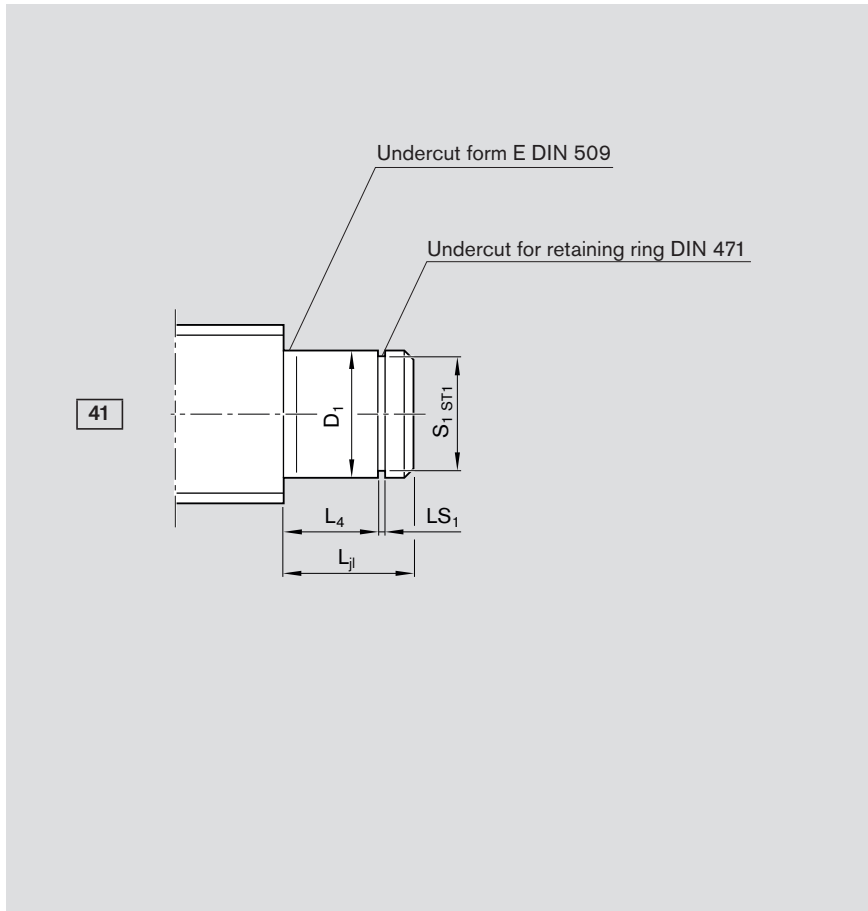 Undercut form E DIN 509
Undercut for retaining ring DIN 471
41
D₁
S₁ ST1
L₄
LS₁
Lⱼₗ